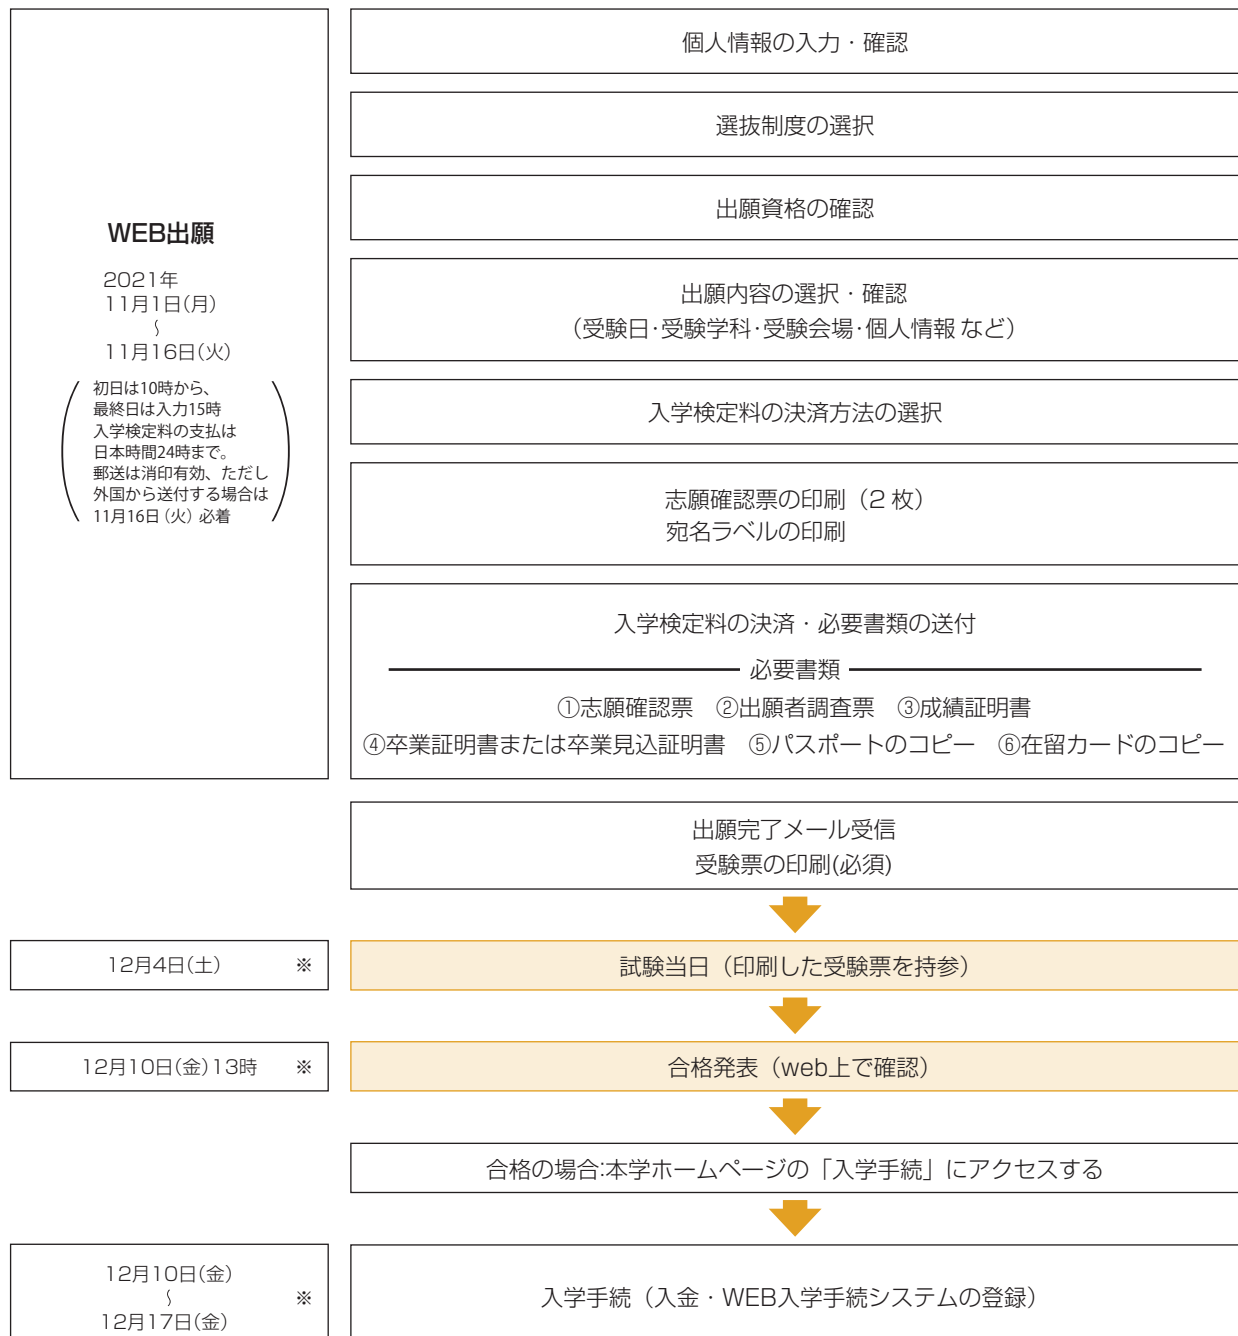 WEB出願
2021年
11月1日(月)
〜
11月16日(火)
初日は10時から、
最終日は入力15時
入学検定料の支払は
日本時間24時まで。
郵送は消印有効、ただし
外国から送付する場合は
11月16日(火)必着
個人情報の入力・確認
選抜制度の選択
出願資格の確認
出願内容の選択・確認
(受験日・受験学科・受験会場・個人情報 など)
入学検定料の決済方法の選択
志願確認票の印刷(2 枚)
宛名ラベルの印刷
入学検定料の決済・必要書類の送付
必要書類
①志願確認票 ②出願者調査票 ③成績証明書
④卒業証明書または卒業見込証明書 ⑤パスポートのコピー ⑥在留カードのコピー
出願完了メール受信
受験票の印刷(必須)
12月4日(土) ※
試験当日(印刷した受験票を持参)
12月10日(金)13時 ※
合格発表(web上で確認)
合格の場合:本学ホームページの「入学手続」にアクセスする
12月10日(金)
〜 ※
12月17日(金)
入学手続(入金・WEB入学手続システムの登録)